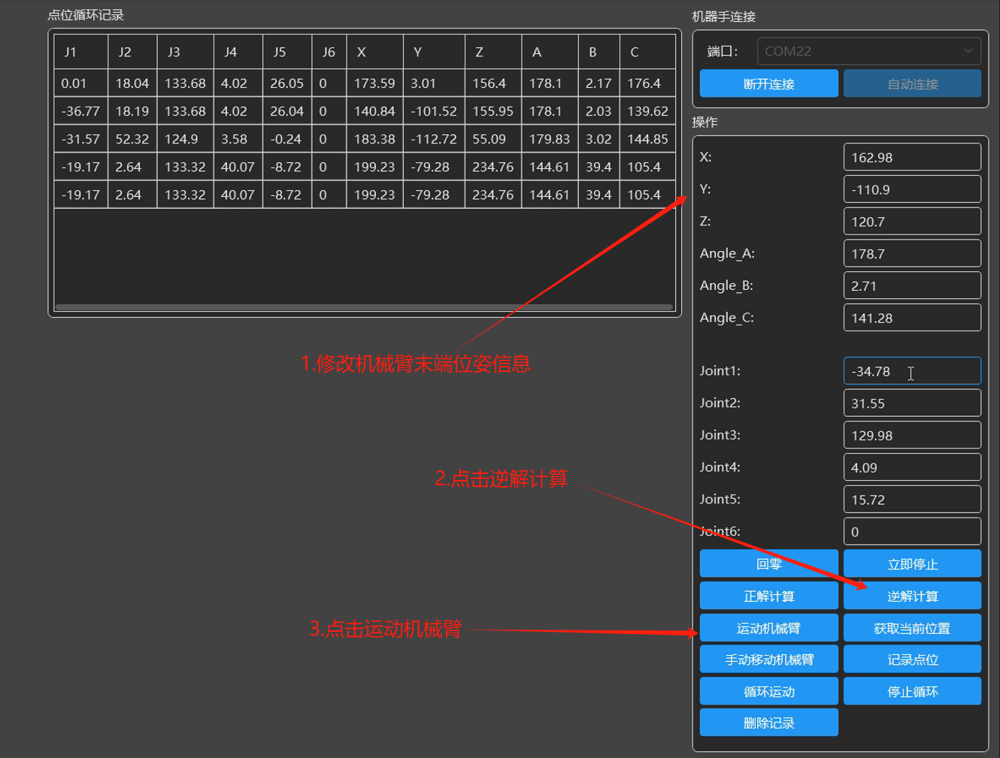 点位循环记录
J1 J2 J3 J4 J5 J6 X Y Z A B C
0.01 18.04 133.68 4.02 26.05 0 173.59 3.01 156.4 178.1 2.17 176.4
-36.77 18.19 133.68 4.02 26.04 0 140.84 -101.52 155.95 178.1 2.03 139.62
-31.57 52.32 124.9 3.58 -0.24 0 183.38 -112.72 55.09 179.83 3.02 144.85
-19.17 2.64 133.32 40.07 -8.72 0 199.23 -79.28 234.76 144.61 39.4 105.4
-19.17 2.64 133.32 40.07 -8.72 0 199.23 -79.28 234.76 144.61 39.4 105.4
1.修改机械臂末端位姿信息
2.点击逆解计算
3.点击运动机械臂
机器手连接
端口: COM22
断开连接 自动连接
操作
X: 162.98
Y: -110.9
Z: 120.7
Angle_A: 178.7
Angle_B: 2.71
Angle_C: 141.28
Joint1: -34.78
Joint2: 31.55
Joint3: 129.98
Joint4: 4.09
Joint5: 15.72
Joint6: 0
回零 立即停止
正解计算 逆解计算
运动机械臂 获取当前位置
手动移动机械臂 记录点位
循环运动 停止循环
删除记录